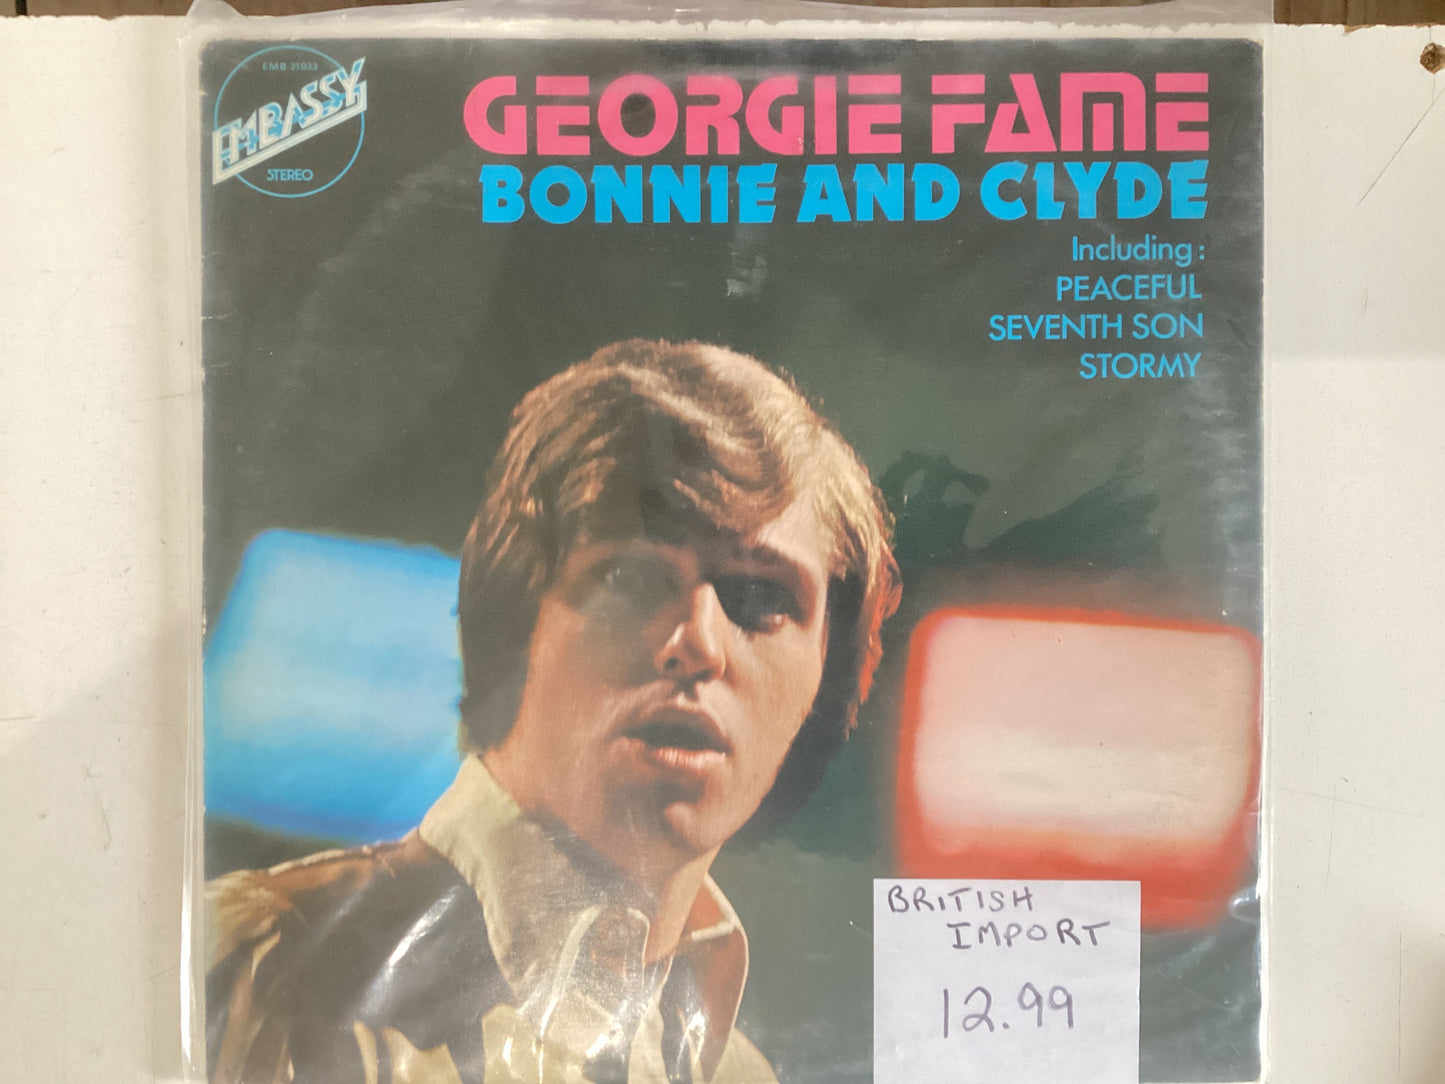 EMB 31033
EMBASSY
STEREO
GEORGIE FAME
BONNIE AND CLYDE
Including:
PEACEFUL
SEVENTH SON
STORMY
BRITISH
IMPORT
12.99